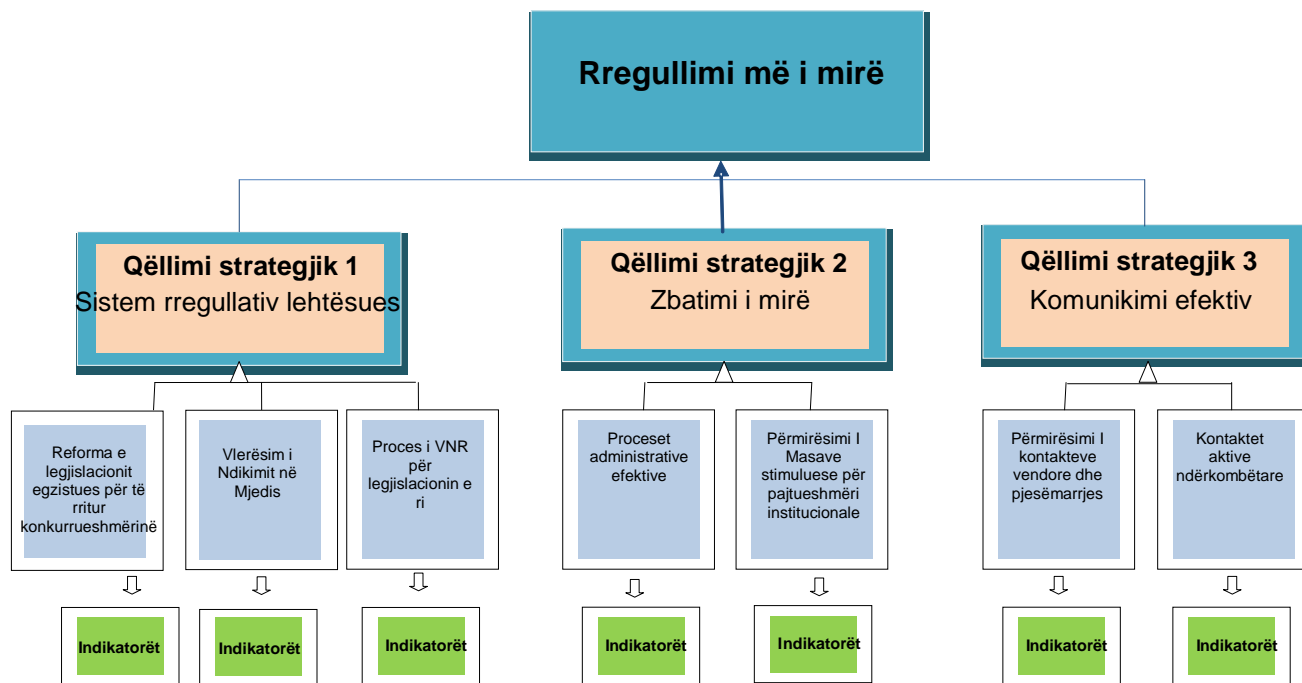 Rregullimi më i mirë
Qëllimi strategjik 1
Sistem rregullativ lehtësues
Qëllimi strategjik 2
Zbatimi i mirë
Qëllimi strategjik 3
Komunikimi efektiv
Reforma e
legjislacionit
egzistues për të
rritur
konkurrueshmërinë
Vlerësim i
Ndikimit në
Mjedis
Proces i VNR
për
legjislacionin e
ri
Proceset
administrative
efektive
Përmirësimi I
Masave
stimuluese për
pajtueshmëri
institucionale
Përmirësimi I
kontakteve
vendore dhe
pjesëmarrjes
Kontaktet
aktive
ndërkombëtare
Indikatorët
Indikatorët
Indikatorët
Indikatorët
Indikatorët
Indikatorët
Indikatorët